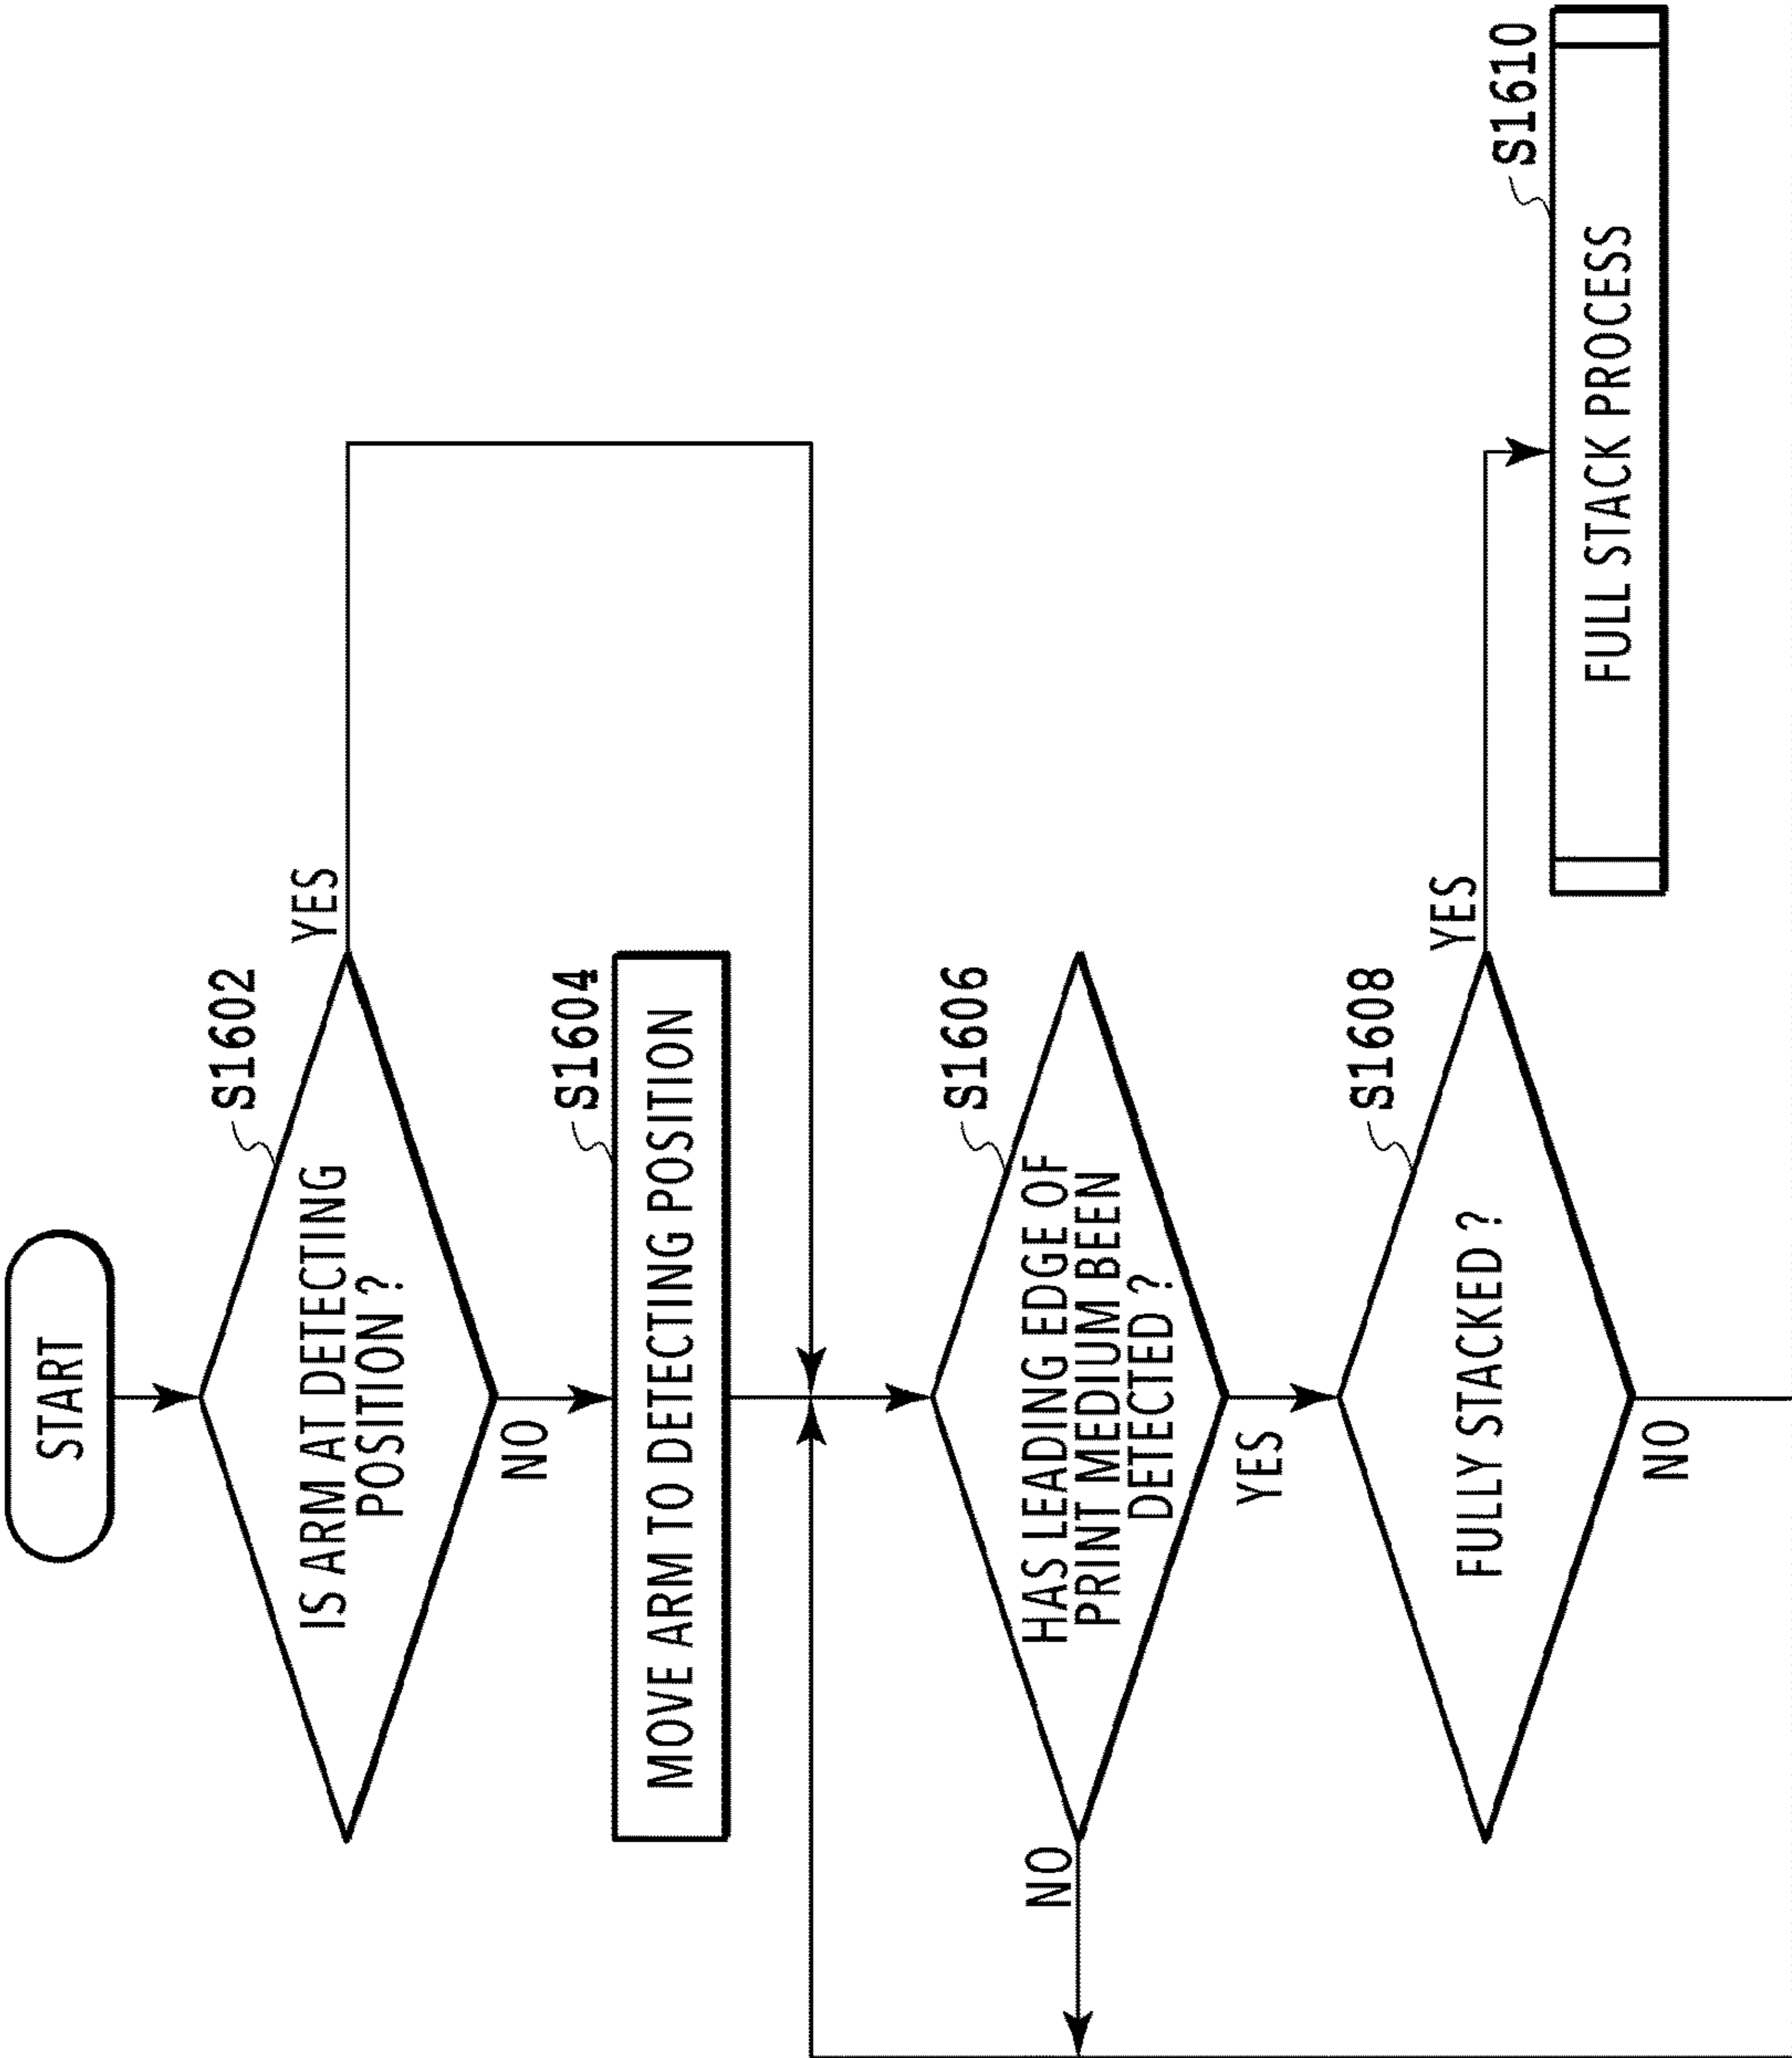 START
S1602
IS ARM AT DETECTING
POSITION ?
YES
NO
S1604
MOVE ARM TO DETECTING POSITION
S1606
HAS LEADING EDGE OF
PRINT MEDIUM BEEN
DETECTED ?
NO
YES
S1608
FULLY STACKED ?
YES
NO
S1610
FULL STACK PROCESS